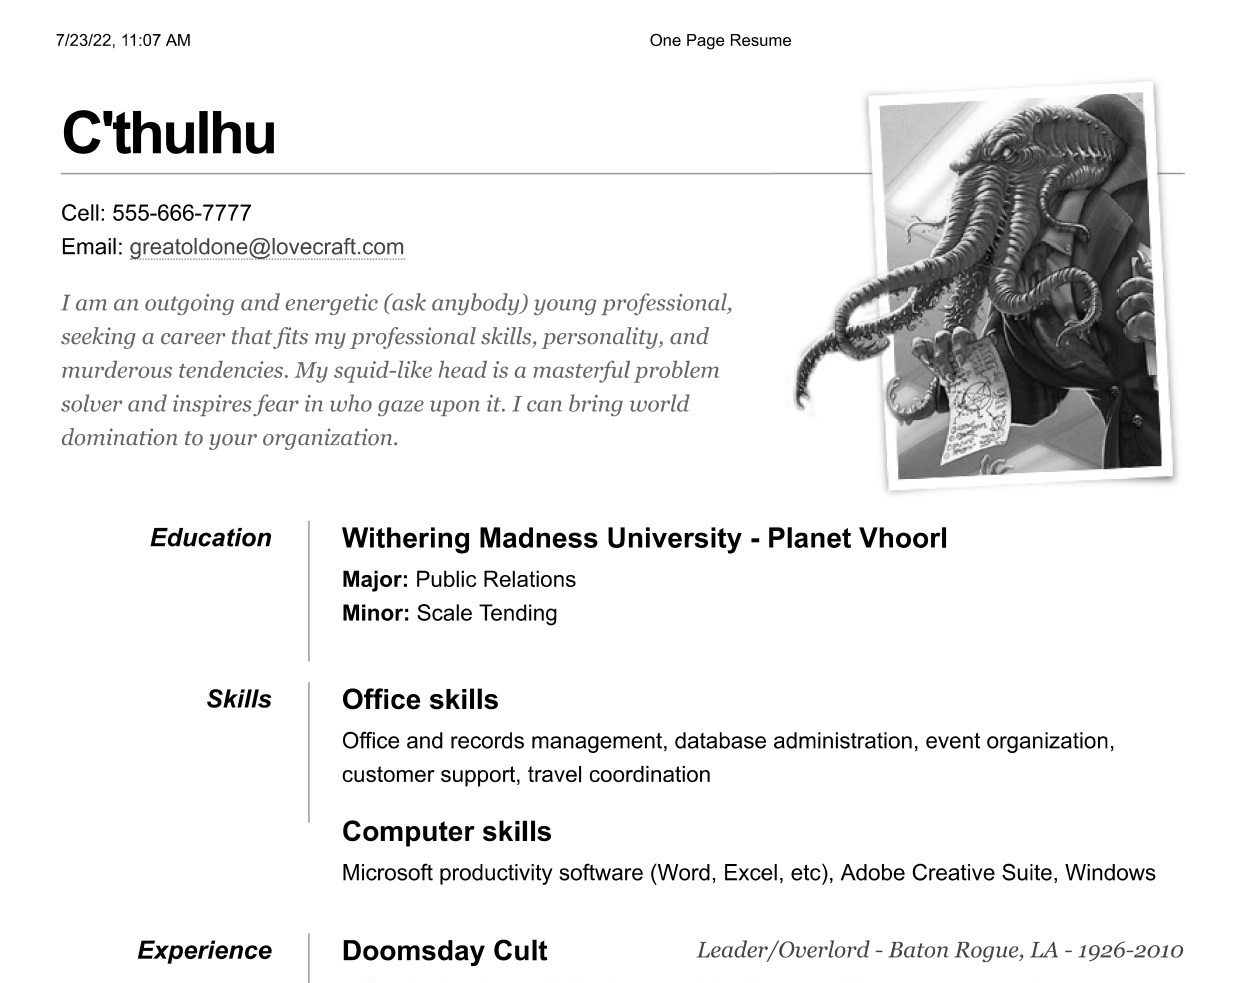 7/23/22, 11:07 AM One Page Resume
C'thulhu
Cell: 555-666-7777
Email: greatoldone@lovecraft.com
I am an outgoing and energetic (ask anybody) young professional,
seeking a career that fits my professional skills, personality, and
murderous tendencies. My squid-like head is a masterful problem
solver and inspires fear in who gaze upon it. I can bring world
domination to your organization.
Education
Withering Madness University - Planet Vhoorl
Major: Public Relations
Minor: Scale Tending
Skills
Office skills
Office and records management, database administration, event organization,
customer support, travel coordination
Computer skills
Microsoft productivity software (Word, Excel, etc), Adobe Creative Suite, Windows
Experience
Doomsday Cult
Leader/Overlord - Baton Rogue, LA - 1926-2010